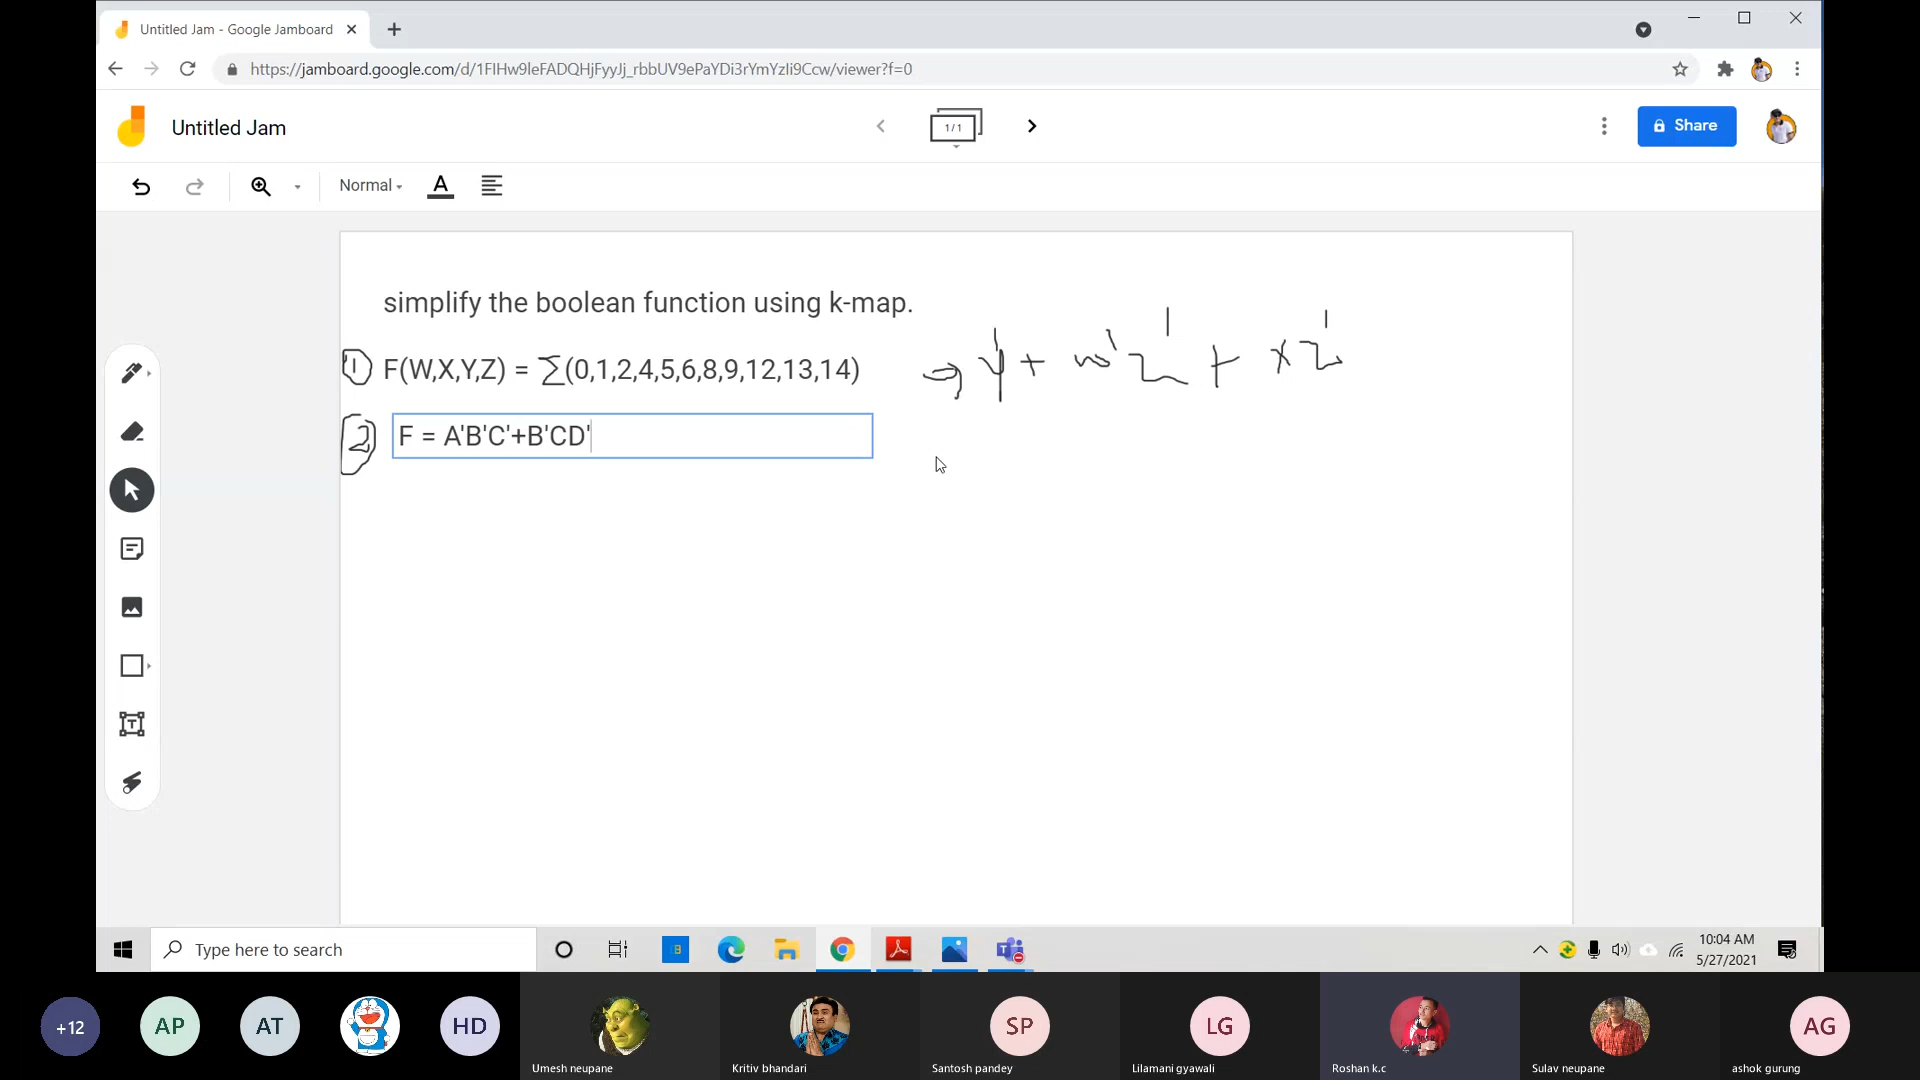 Untitled Jam - Google Jamboard
https://jamboard.google.com/d/1FIHw9leFADQHjFyyJj_rbbUV9ePaYDi3rYmYzIi9Ccw/viewer?f=0
Untitled Jam
1/1
Share
Normal
A
simplify the boolean function using k-map.
① F(W,X,Y,Z) = ∑(0,1,2,4,5,6,8,9,12,13,14) ⇒ y' + w'z' + xz'
② F = A'B'C'+B'CD'
Type here to search
10:04 AM
5/27/2021
+12
AP
AT
HD
Umesh neupane
Kritiv bhandari
SP
Santosh pandey
LG
Lilamani gyawali
Roshan k.c
Sulav neupane
AG
ashok gurung